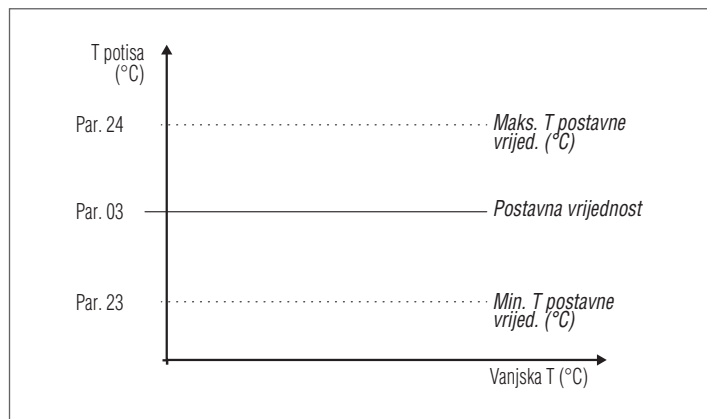 T potisa
(°C)
Par. 24
Maks. T postavne
vrijed. (°C)
Par. 03
Postavna vrijednost
Par. 23
Min. T postavne
vrijed. (°C)
Vanjska T (°C)